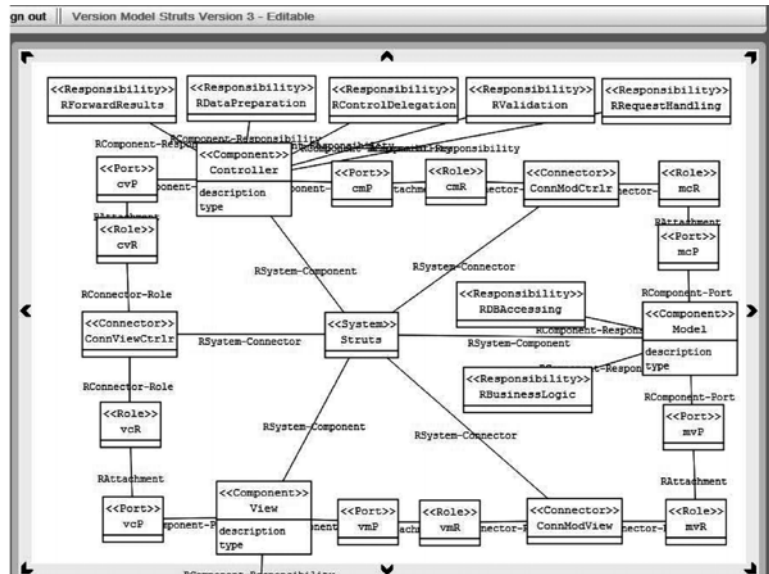 gn out
Version Model Struts Version 3 - Editable
<<Responsibility>>
RForwardResults
<<Responsibility>>
RDataPreparation
<<Responsibility>>
RControlDelegation
<<Responsibility>>
RValidation
<<Responsibility>>
RRequestHandling
<<Component>>
Controller
description
type
<<Port>>
cvP
<<Port>>
cmP
<<Role>>
cmR
<<Connector>>
ConnModCtrlr
<<Role>>
mcR
RAttachment
<<Role>>
cvR
<<Port>>
mcP
RSystem-Component
RSystem-Connector
RConnector-Role
<<Responsibility>>
RDBAccessing
RComponent-Port
<<Connector>>
ConnViewCtrlr
RSystem-Connector
<<System>>
Struts
RSystem-Component
<<Component>>
Model
description
type
RConnector-Role
<<Responsibility>>
RBusinessLogic
RComponent-Port
<<Role>>
vcR
<<Port>>
mvP
RSystem-Component
RSystem-Connector
RAttachment
RAttachment
<<Port>>
vcP
<<Component>>
View
description
type
<<Port>>
vmP
<<Role>>
vmR
<<Connector>>
ConnModView
<<Role>>
mvR